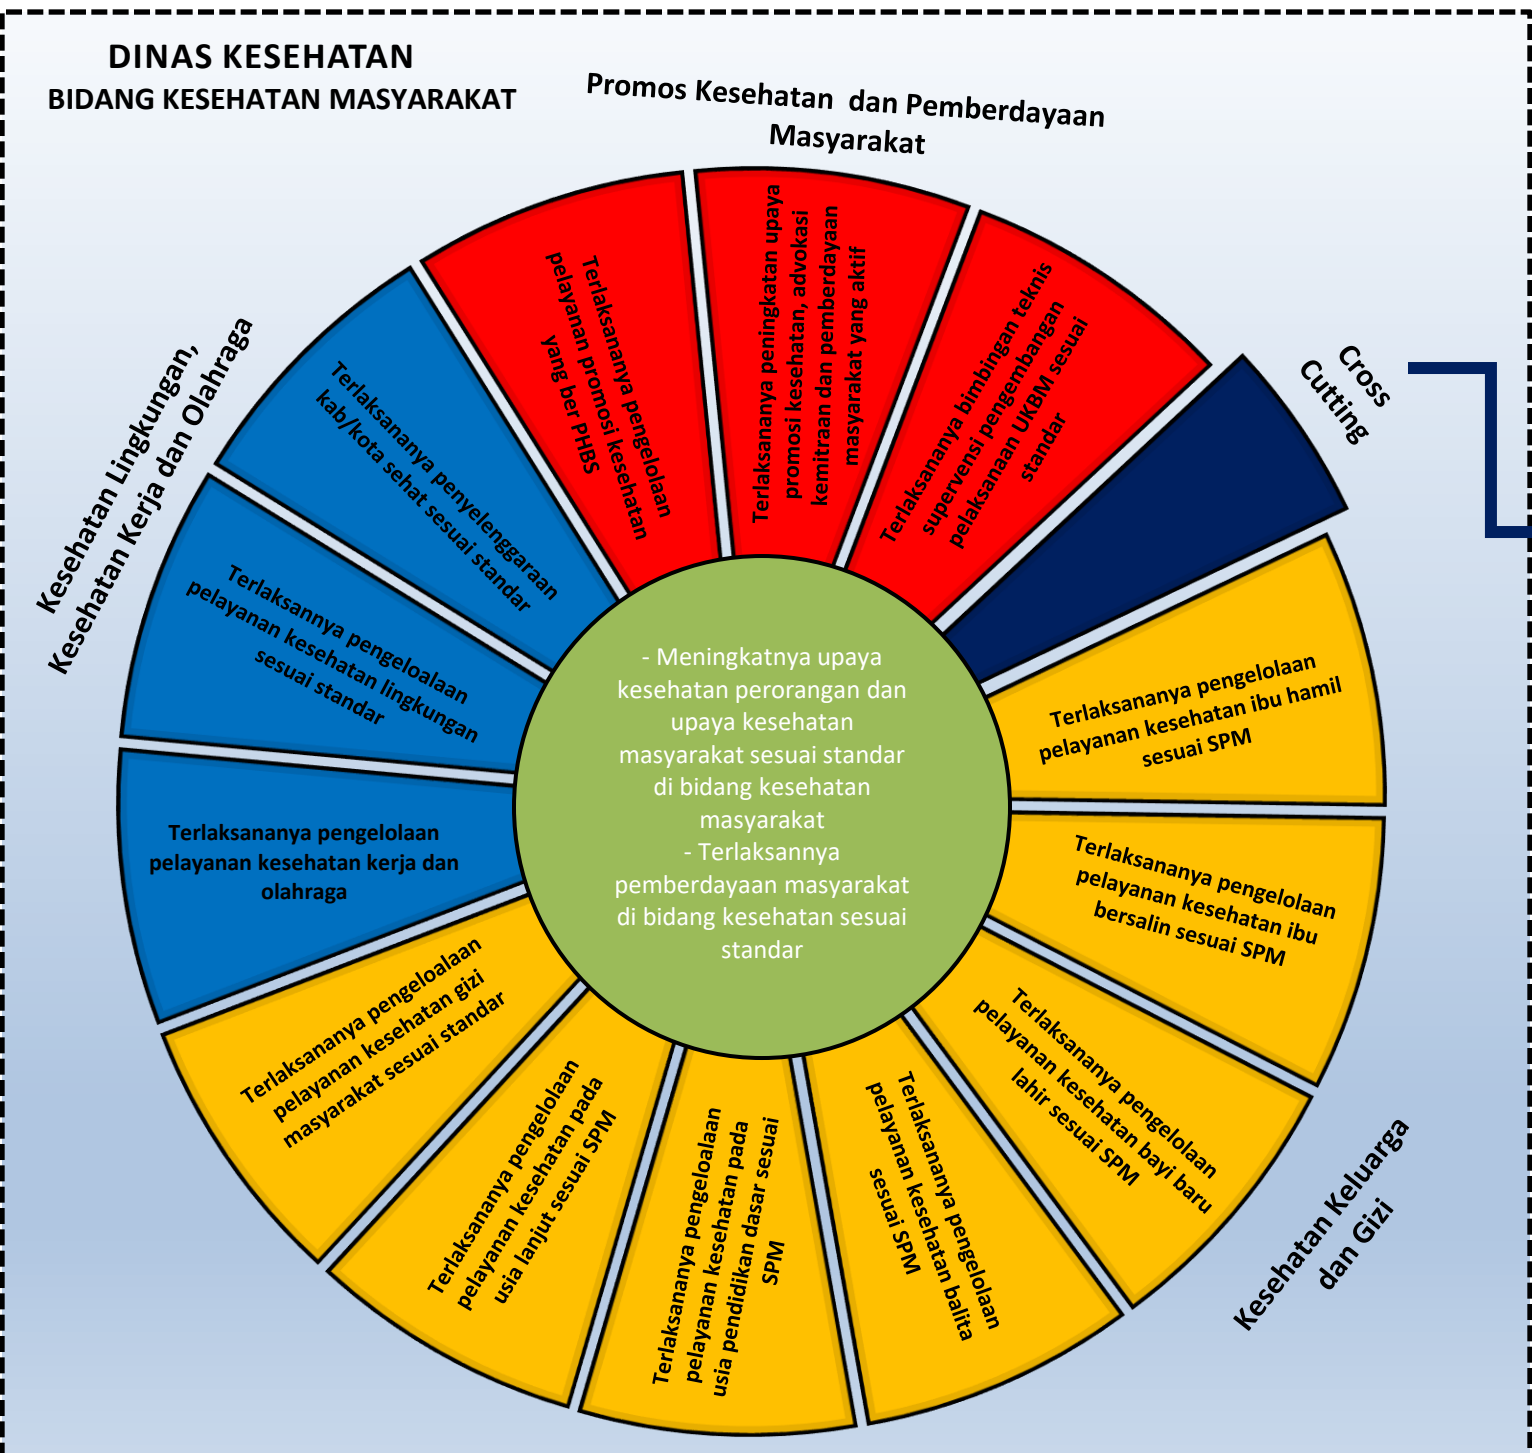 DINAS KESEHATAN
BIDANG KESEHATAN MASYARAKAT
Promos Kesehatan dan Pemberdayaan
Masyarakat
Terlaksananya pengelolaan
pelayanan promosi kesehatan
yang ber PHBS
Terlaksananya peningkatan upaya
promosi kesehatan, advokasi
kemitraan dan pemberdayaan
masyarakat yang aktif
Terlaksananya bimbingan teknis
supervensi pengembangan
pelaksanaan UKBM sesuai
standar
Cross
Cutting
Terlaksananya pengelolaan
pelayanan kesehatan ibu hamil
sesuai SPM
Terlaksananya pengelolaan
pelayanan kesehatan ibu
bersalin sesuai SPM
Terlaksananya pengelolaan
pelayanan kesehatan bayi baru
lahir sesuai SPM
Kesehatan Keluarga
dan Gizi
Terlaksananya pengelolaan
pelayanan kesehatan balita
sesuai SPM
Terlaksananya pengeloaan
pelayanan kesehatan pada
usia pendidikan dasar sesuai
SPM
Terlaksananya pengelolaan
pelayanan kesehatan pada
usia lanjut sesuai SPM
Terlaksananya pengeloalaan
pelayanan kesehatan gizi
masyarakat sesuai standar
Terlaksananya pengelolaan
pelayanan kesehatan kerja dan
olahraga
Terlaksannya pengeloalaan
pelayanan kesehatan lingkungan
sesuai standar
Terlaksananya penyelenggaraan
kab/kota sehat sesuai standar
Kesehatan Lingkungan,
Kesehatan Kerja dan Olahraga
- Meningkatnya upaya
kesehatan perorangan dan
upaya kesehatan
masyarakat sesuai standar
di bidang kesehatan
masyarakat
- Terlaksannya
pemberdayaan masyarakat
di bidang kesehatan sesuai
standar